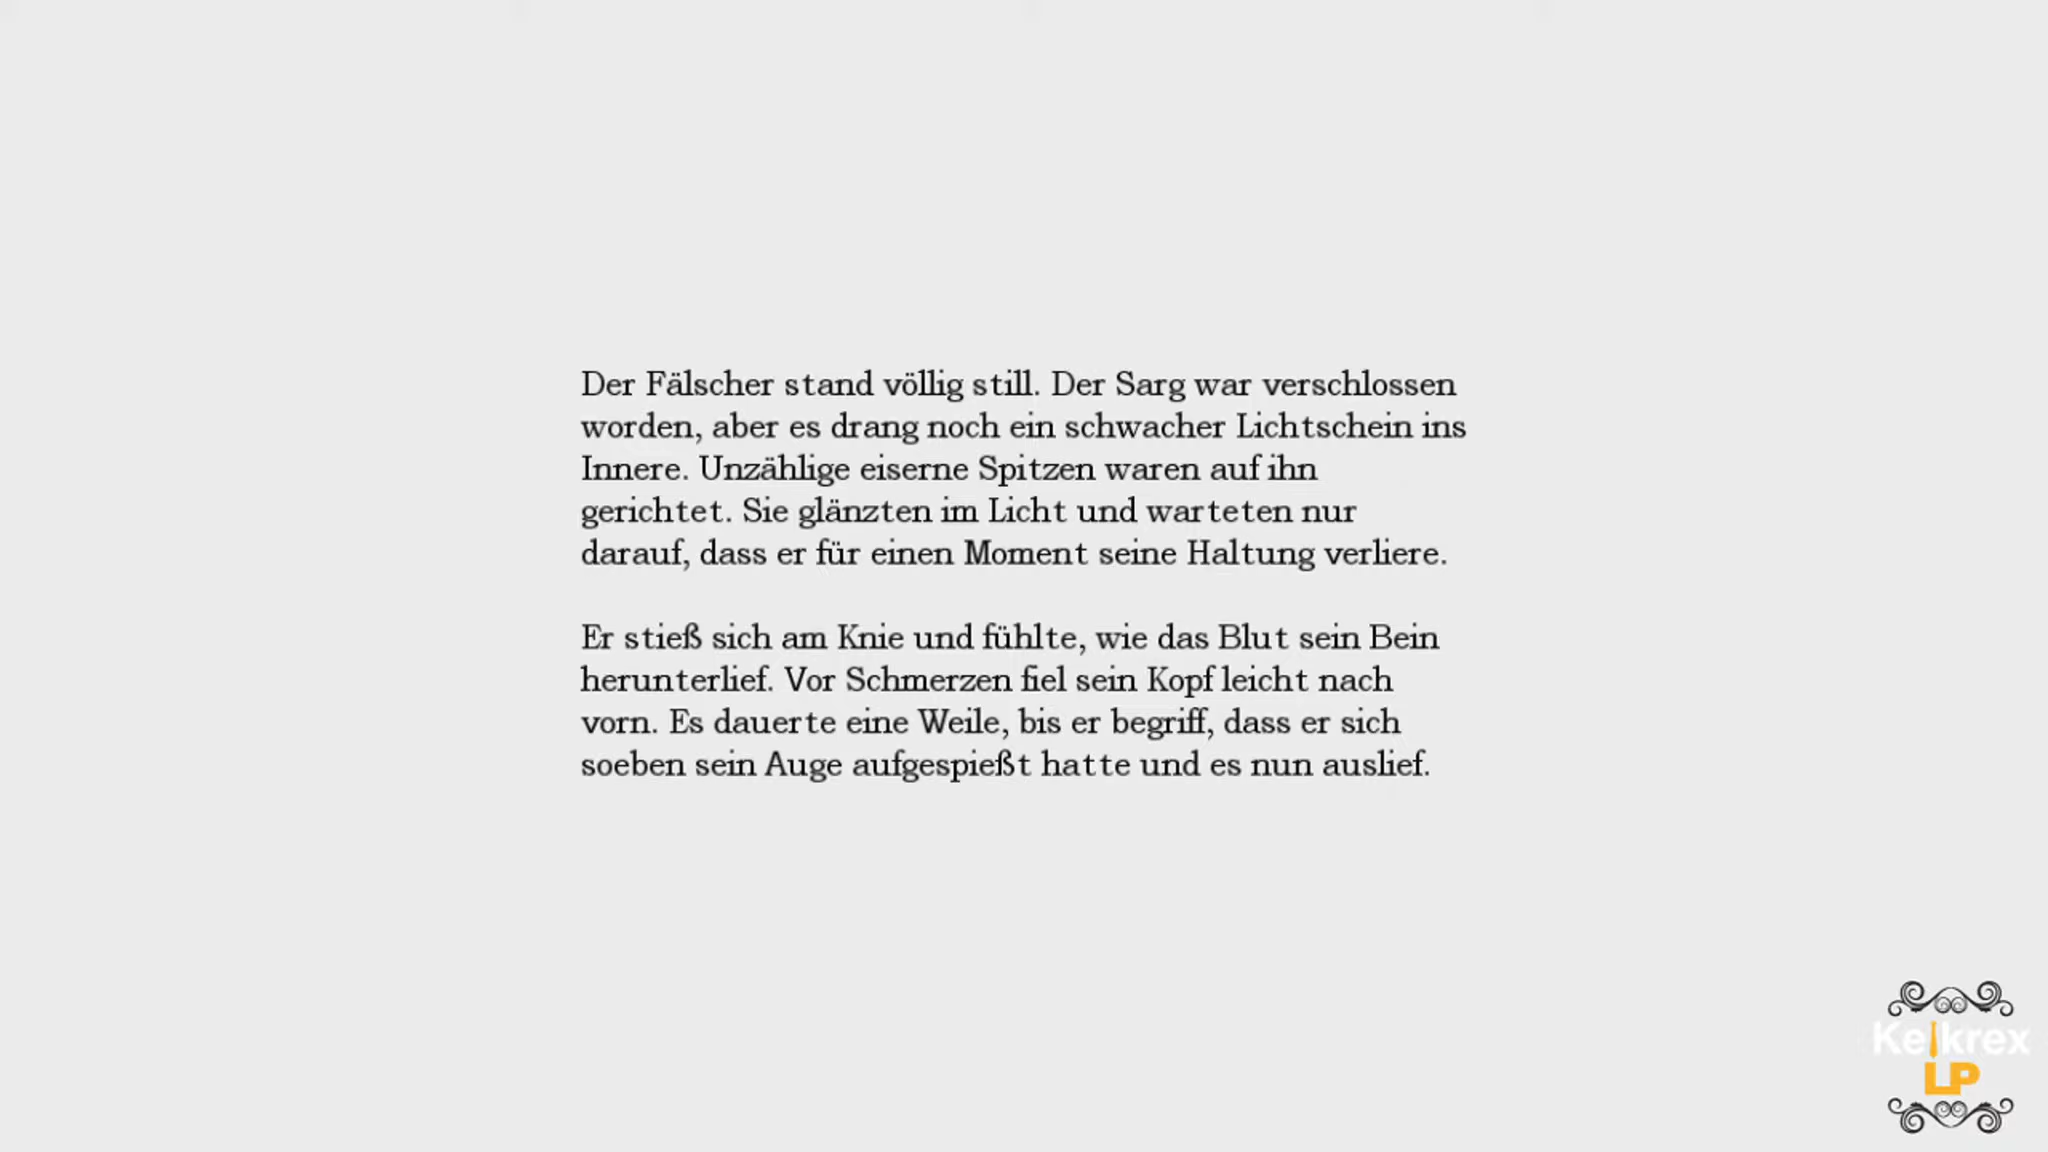 Der Fälscher stand völlig still. Der Sarg war verschlossen
worden, aber es drang noch ein schwacher Lichtschein ins
Innere. Unzählige eiserne Spitzen waren auf ihn
gerichtet. Sie glänzten im Licht und warteten nur
darauf, dass er für einen Moment seine Haltung verliere.
Er stieß sich am Knie und fühlte, wie das Blut sein Bein
herunterlief. Vor Schmerzen fiel sein Kopf leicht nach
vorn. Es dauerte eine Weile, bis er begriff, dass er sich
soeben sein Auge aufgespießt hatte und es nun auslief.
Kelkrex
LP